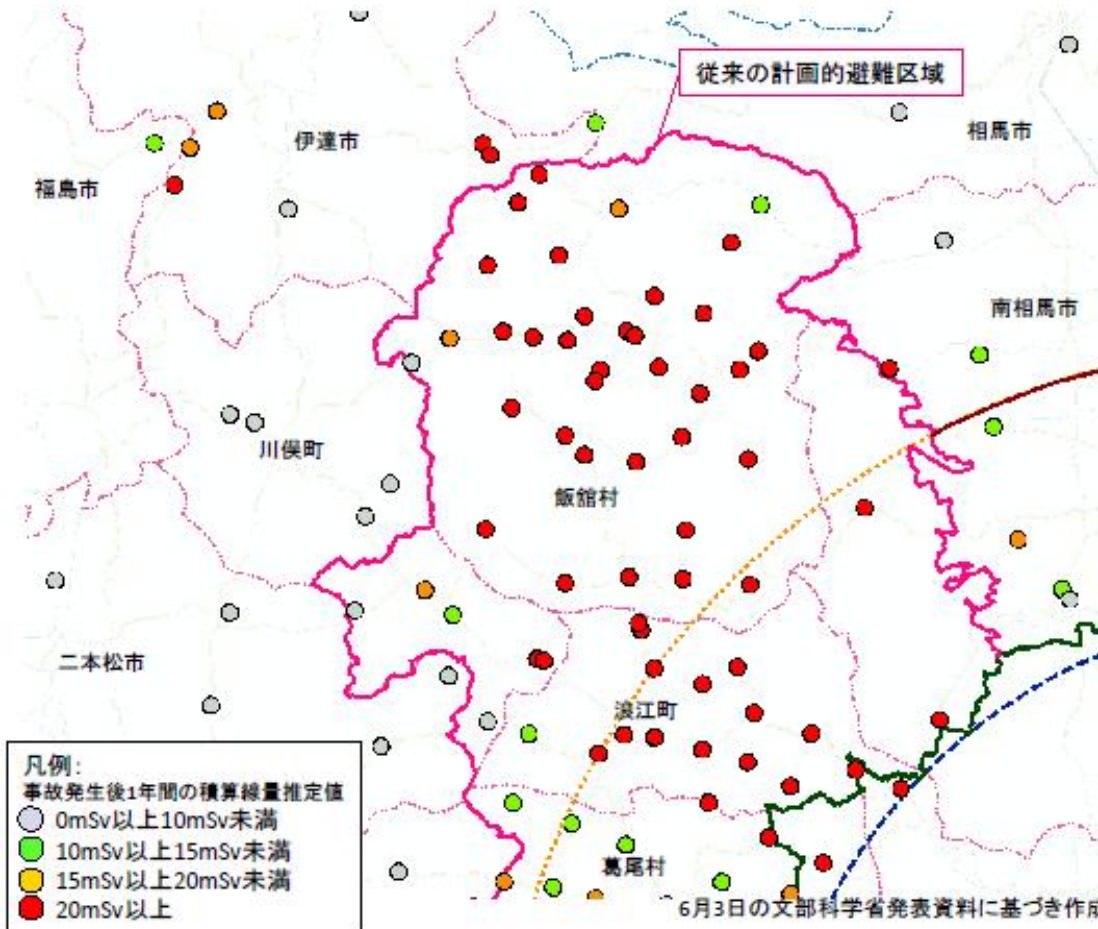 従来の計画的避難区域
相馬市
伊達市
福島市
南相馬市
川俣町
飯舘村
二本松市
浪江町
葛尾村
凡例:
事故発生後1年間の積算線量推定値
0mSv以上10mSv未満
10mSv以上15mSv未満
15mSv以上20mSv未満
20mSv以上
6月3日の文部科学省発表資料に基づき作成